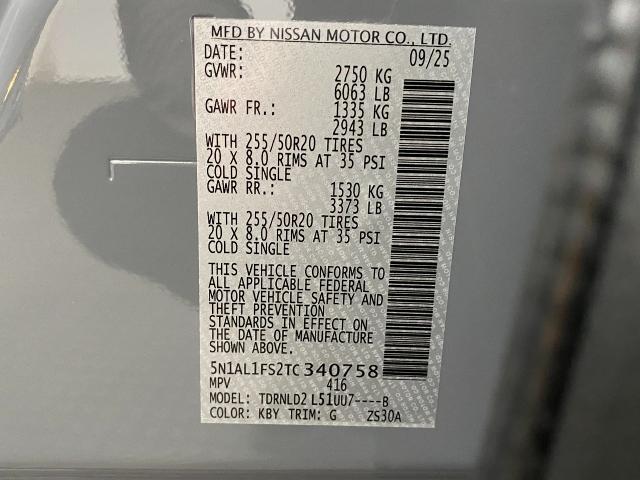 MFD BY NISSAN MOTOR CO., LTD.
DATE: 09/25
GVWR: 2750 KG
6063 LB
GAWR FR.: 1335 KG
2943 LB
WITH 255/50R20 TIRES
20 X 8.0 RIMS AT 35 PSI
COLD SINGLE
GAWR RR.: 1530 KG
3373 LB
WITH 255/50R20 TIRES
20 X 8.0 RIMS AT 35 PSI
COLD SINGLE
THIS VEHICLE CONFORMS TO
ALL APPLICABLE FEDERAL
MOTOR VEHICLE SAFETY AND
THEFT PREVENTION
STANDARDS IN EFFECT ON
THE DATE OF MANUFACTURE
SHOWN ABOVE.
5N1AL1FS2TC340758
MPV 416
MODEL: TDRNLD2 L51UU7----B
COLOR: KBY TRIM: G ZS30A